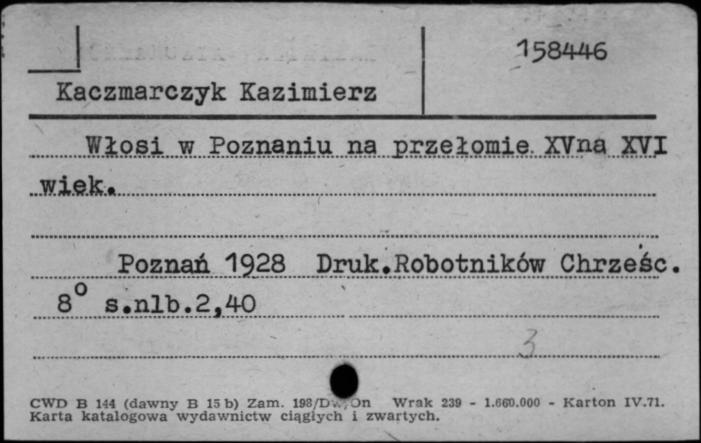 158446
Kaczmarczyk Kazimierz
Włosi w Poznaniu na przełomie XVna XVI
wiek.
Poznań 1928 Druk.Robotników Chrześc.
8° s.nlb.2,40
3
CWD B 144 (dawny B 15 b) Zam. 198/Dw/On Wrak 239 - 1.660.000 - Karton IV.71.
Karta katalogowa wydawnictw ciągłych i zwartych.